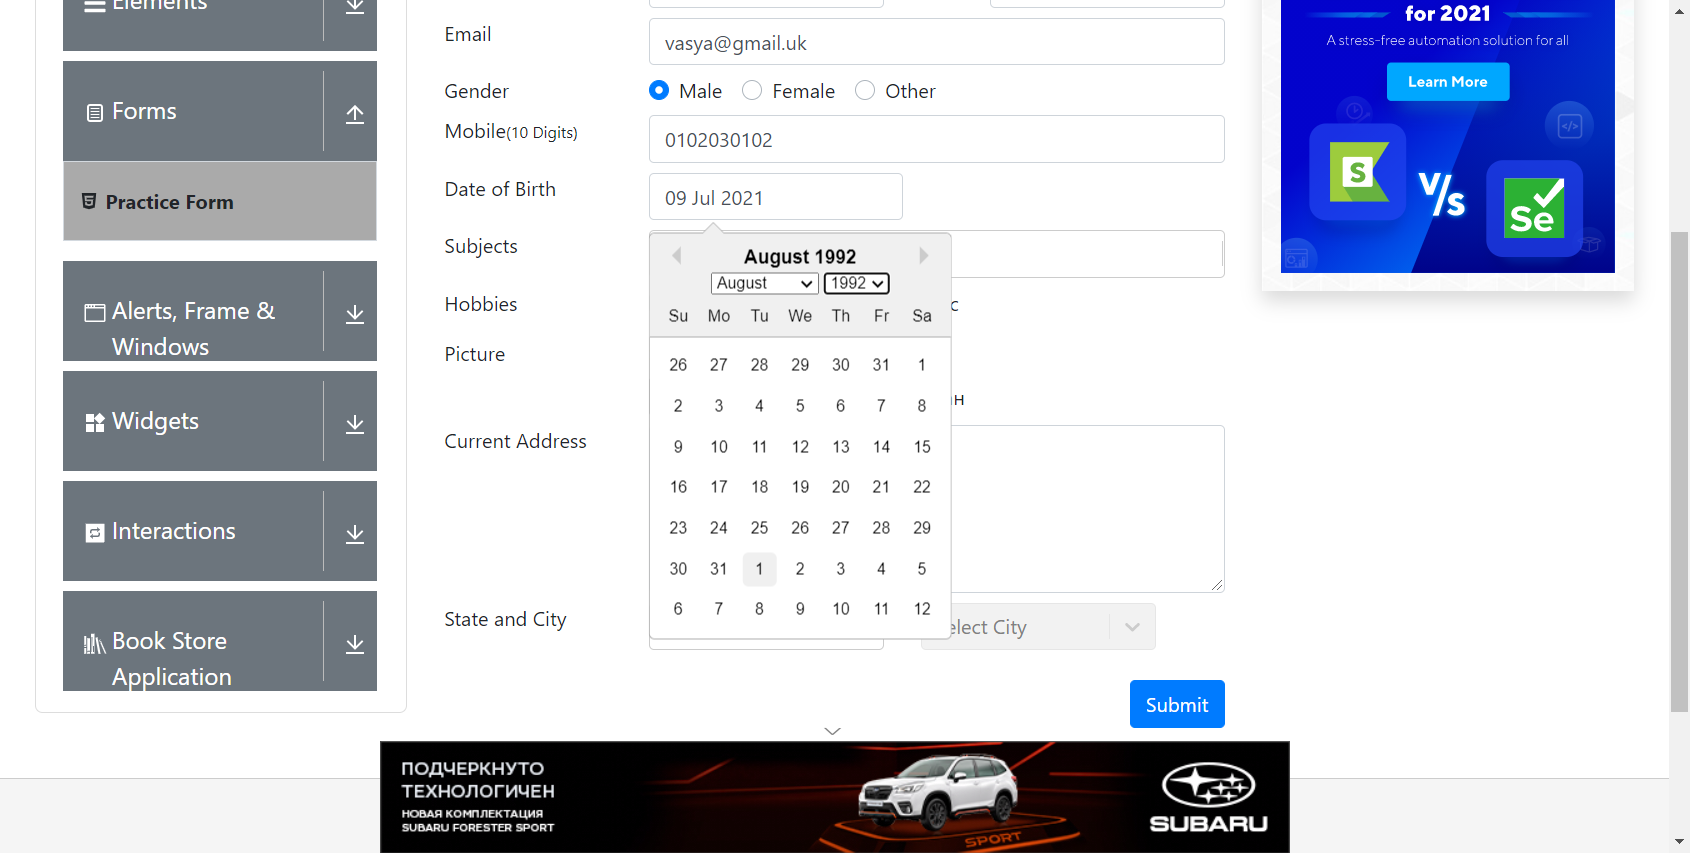 Elements
Forms
Practice Form
Alerts, Frame &
Windows
Widgets
Interactions
Book Store
Application
Email
vasya@gmail.uk
Gender
Male Female Other
Mobile(10 Digits)
0102030102
Date of Birth
09 Jul 2021
Subjects
August 1992
August 1992
Su Mo Tu We Th Fr Sa
26 27 28 29 30 31 1
2 3 4 5 6 7 8
9 10 11 12 13 14 15
16 17 18 19 20 21 22
23 24 25 26 27 28 29
30 31 1 2 3 4 5
6 7 8 9 10 11 12
Hobbies
c
Picture
н
Current Address
State and City
elect City
Submit
for 2021
A stress-free automation solution for all
Learn More
S
V/s
Se
</>
ПОДЧЕРКНУТО
ТЕХНОЛОГИЧЕН
НОВАЯ КОМПЛЕКТАЦИЯ
SUBARU FORESTER SPORT
SPORT
SUBARU